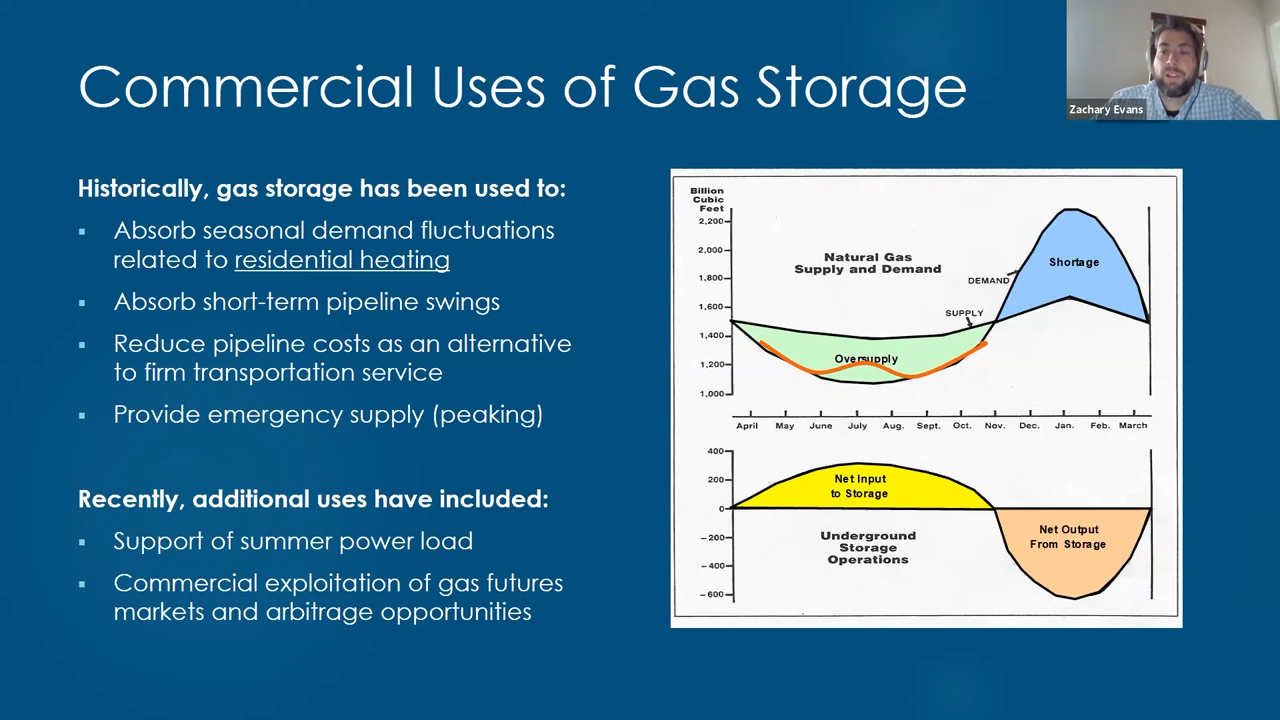 Commercial Uses of Gas Storage
Zachary Evans
Historically, gas storage has been used to:
Absorb seasonal demand fluctuations
related to residential heating
Absorb short-term pipeline swings
Reduce pipeline costs as an alternative
to firm transportation service
Provide emergency supply (peaking)
Recently, additional uses have included:
Support of summer power load
Commercial exploitation of gas futures
markets and arbitrage opportunities
Billion
Cubic
Feet
2,200
2,000
1,800
1,600
1,400
1,200
1,000
Natural Gas
Supply and Demand
DEMAND
Shortage
SUPPLY
Oversupply
April May June July Aug. Sept. Oct. Nov. Dec. Jan. Feb. March
400
200
0
–200
–400
–600
Net Input
to Storage
Underground
Storage
Operations
Net Output
From Storage